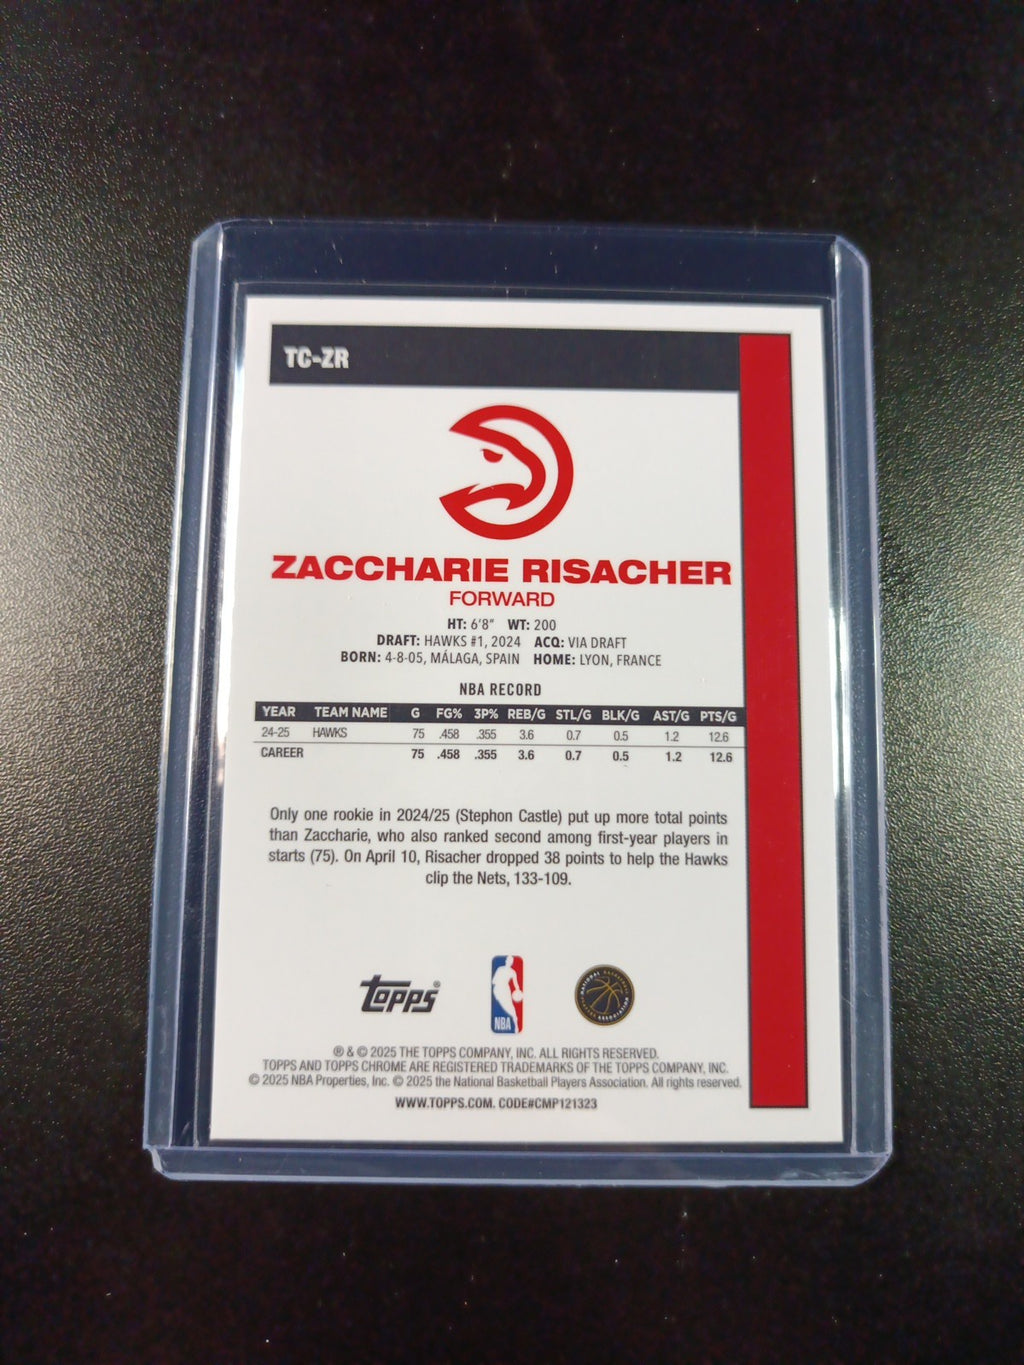 TC-ZR
ZACCHARIE RISACHER
FORWARD
HT: 6'8" WT: 200
DRAFT: HAWKS #1, 2024 ACQ: VIA DRAFT
BORN: 4-8-05, MÁLAGA, SPAIN HOME: LYON, FRANCE
NBA RECORD
YEAR TEAM NAME G FG% 3P% REB/G STL/G BLK/G AST/G PTS/G
24-25 HAWKS 75 .458 .355 3.6 0.7 0.5 1.2 12.6
CAREER 75 .458 .355 3.6 0.7 0.5 1.2 12.6
Only one rookie in 2024/25 (Stephon Castle) put up more total points
than Zaccharie, who also ranked second among first-year players in
starts (75). On April 10, Risacher dropped 38 points to help the Hawks
clip the Nets, 133-109.
Topps®
NBA
NATIONAL BASKETBALL PLAYERS ASSOCIATION
® & © 2025 THE TOPPS COMPANY, INC. ALL RIGHTS RESERVED.
TOPPS AND TOPPS CHROME ARE REGISTERED TRADEMARKS OF THE TOPPS COMPANY, INC.
© 2025 NBA Properties, Inc. © 2025 the National Basketball Players Association. All rights reserved.
WWW.TOPPS.COM. CODE#CMP121323